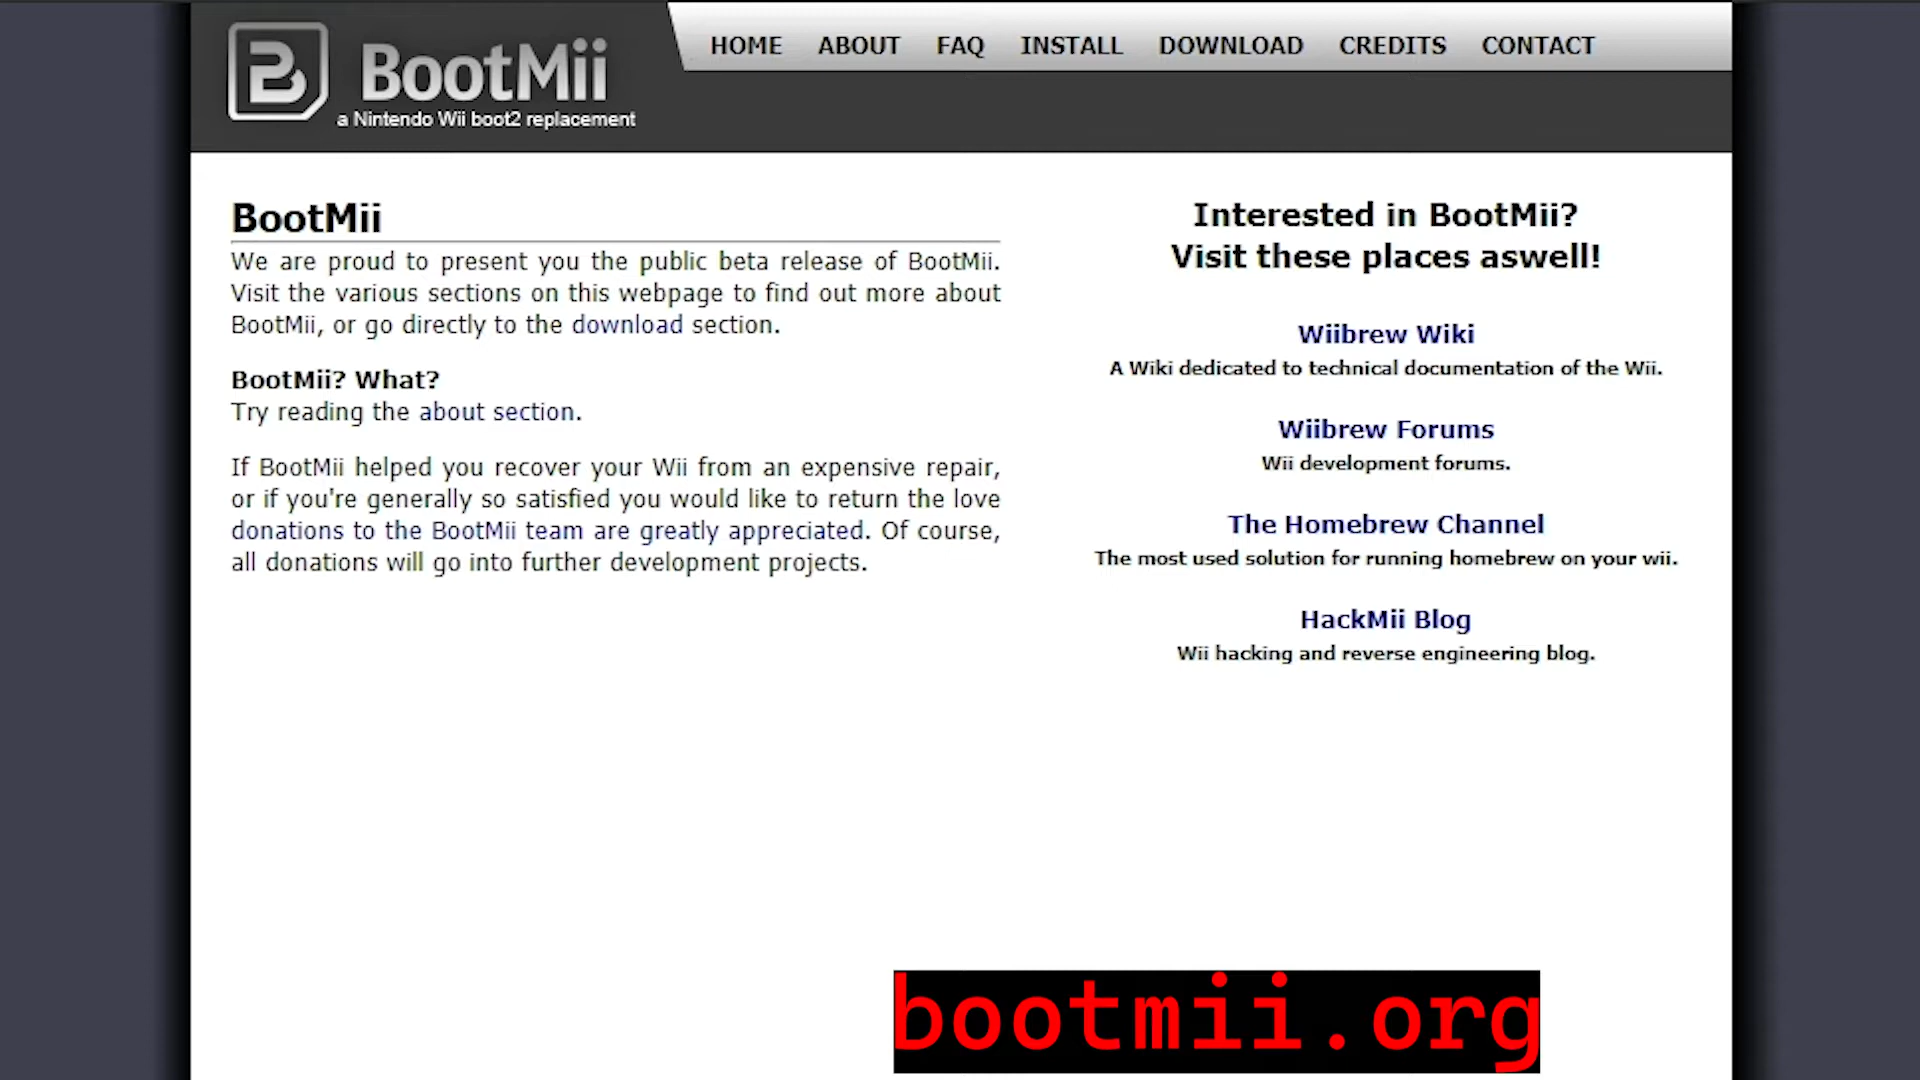 BootMii
a Nintendo Wii boot2 replacement
HOME ABOUT FAQ INSTALL DOWNLOAD CREDITS CONTACT
BootMii
We are proud to present you the public beta release of BootMii.
Visit the various sections on this webpage to find out more about
BootMii, or go directly to the download section.
BootMii? What?
Try reading the about section.
If BootMii helped you recover your Wii from an expensive repair,
or if you're generally so satisfied you would like to return the love
donations to the BootMii team are greatly appreciated. Of course,
all donations will go into further development projects.
Interested in BootMii?
Visit these places aswell!
Wiibrew Wiki
A Wiki dedicated to technical documentation of the Wii.
Wiibrew Forums
Wii development forums.
The Homebrew Channel
The most used solution for running homebrew on your wii.
HackMii Blog
Wii hacking and reverse engineering blog.
bootmii.org